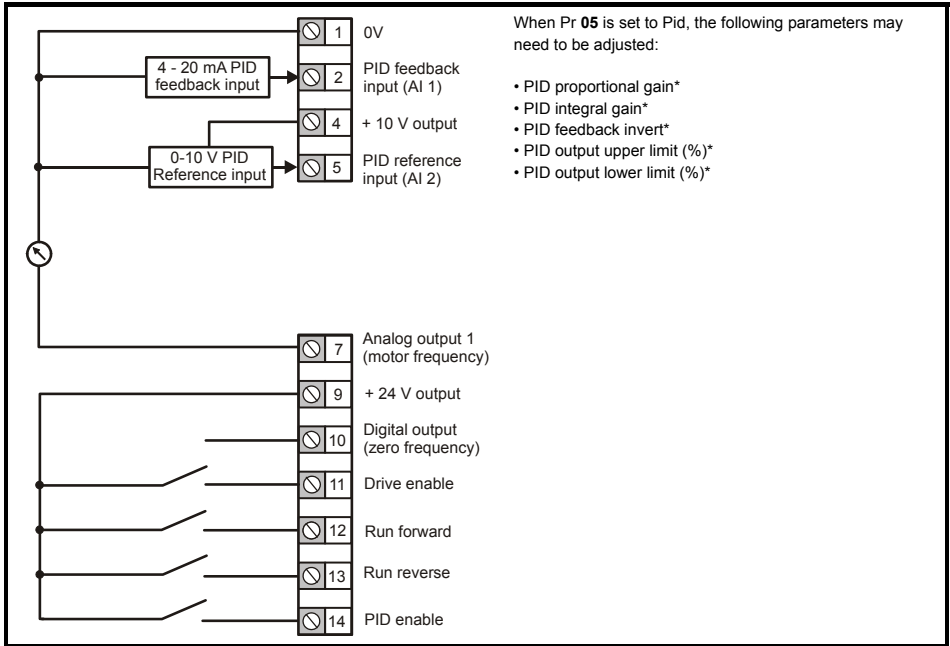 1 0V
4 - 20 mA PID
feedback input
2 PID feedback
input (AI 1)
4 + 10 V output
0-10 V PID
Reference input
5 PID reference
input (AI 2)
7 Analog output 1
(motor frequency)
9 + 24 V output
10 Digital output
(zero frequency)
11 Drive enable
12 Run forward
13 Run reverse
14 PID enable
When Pr 05 is set to Pid, the following parameters may
need to be adjusted:
• PID proportional gain*
• PID integral gain*
• PID feedback invert*
• PID output upper limit (%)*
• PID output lower limit (%)*